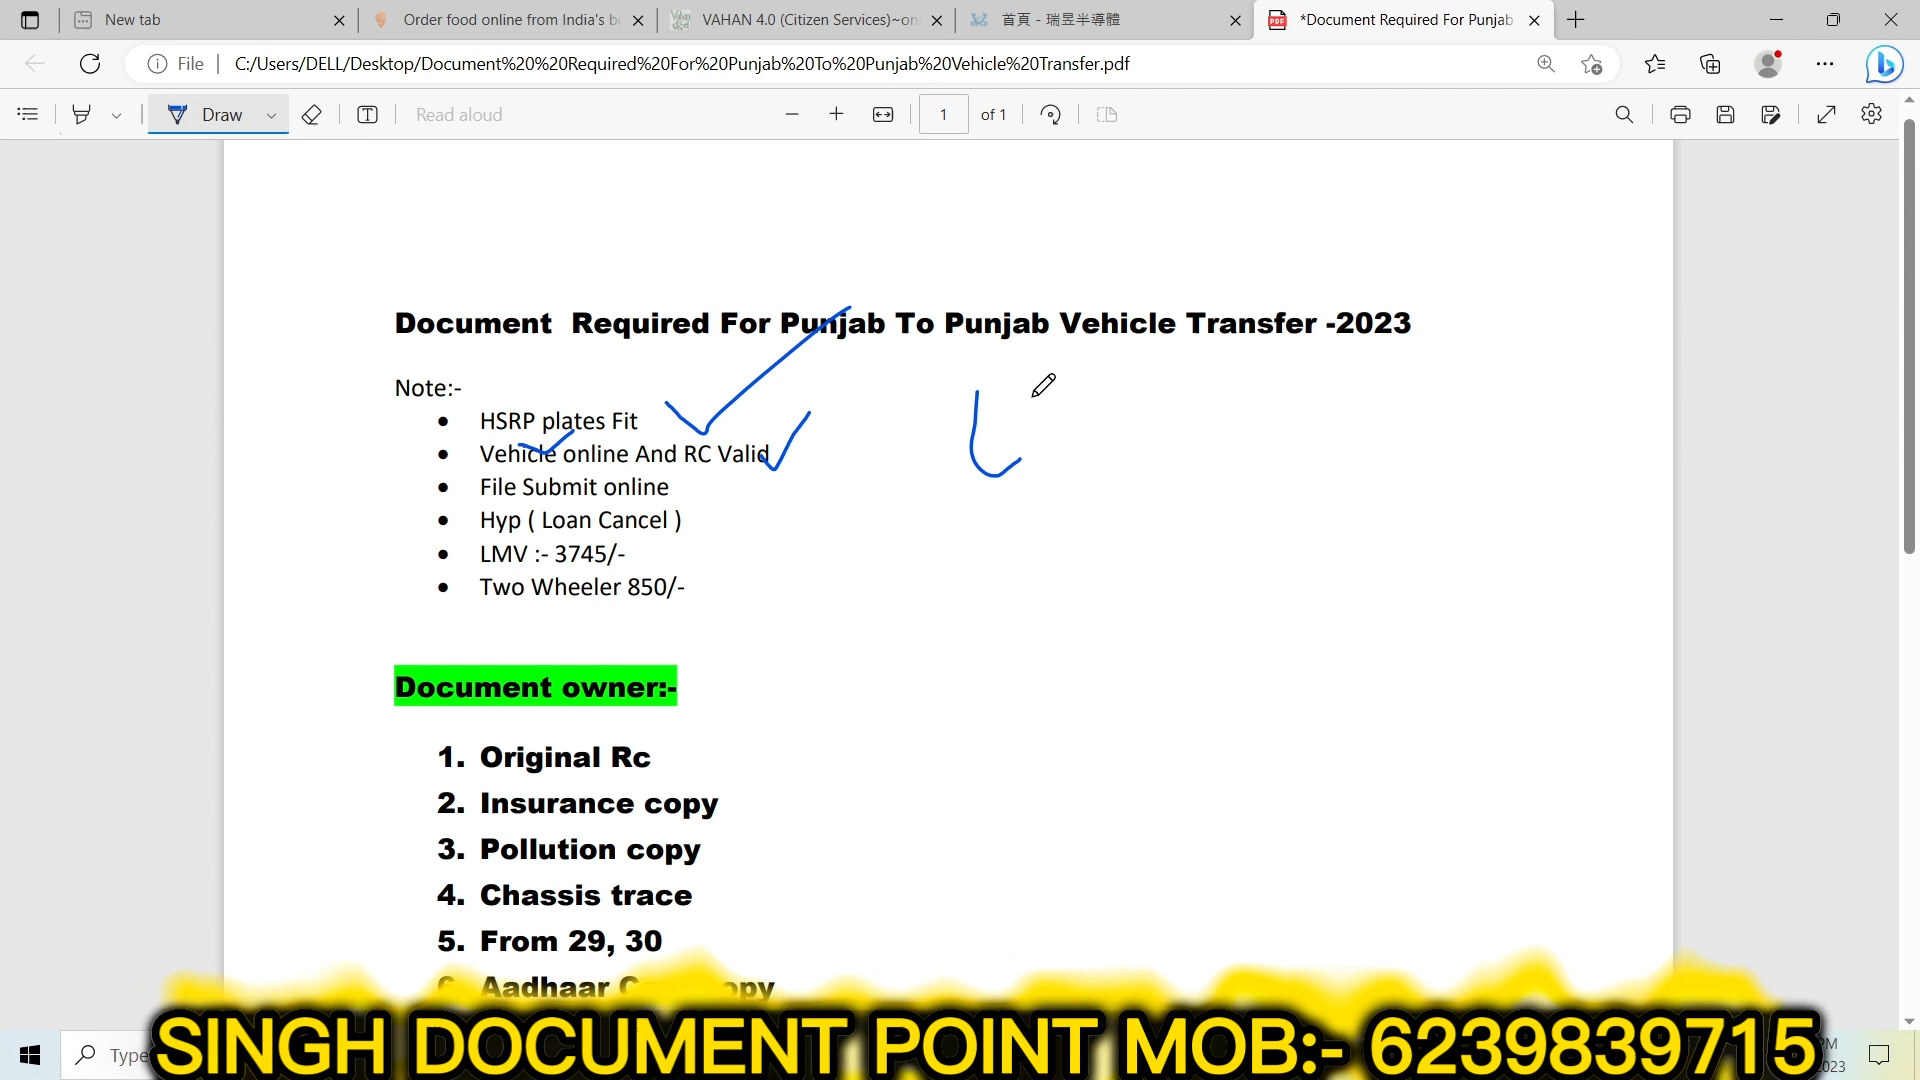 New tab
Order food online from India's b
VAHAN 4.0 (Citizen Services)~onl
首頁 - 瑞昱半導體
*Document Required For Punjab
File
C:/Users/DELL/Desktop/Document%20%20Required%20For%20Punjab%20To%20Punjab%20Vehicle%20Transfer.pdf
Draw
Read aloud
1 of 1
Document Required For Punjab To Punjab Vehicle Transfer -2023
Note:-
• HSRP plates Fit
• Vehicle online And RC Valid
• File Submit online
• Hyp ( Loan Cancel )
• LMV :- 3745/-
• Two Wheeler 850/-
Document owner:-
1. Original Rc
2. Insurance copy
3. Pollution copy
4. Chassis trace
5. From 29, 30
Aadhaar
Type
SINGH DOCUMENT POINT MOB:- 6239839715